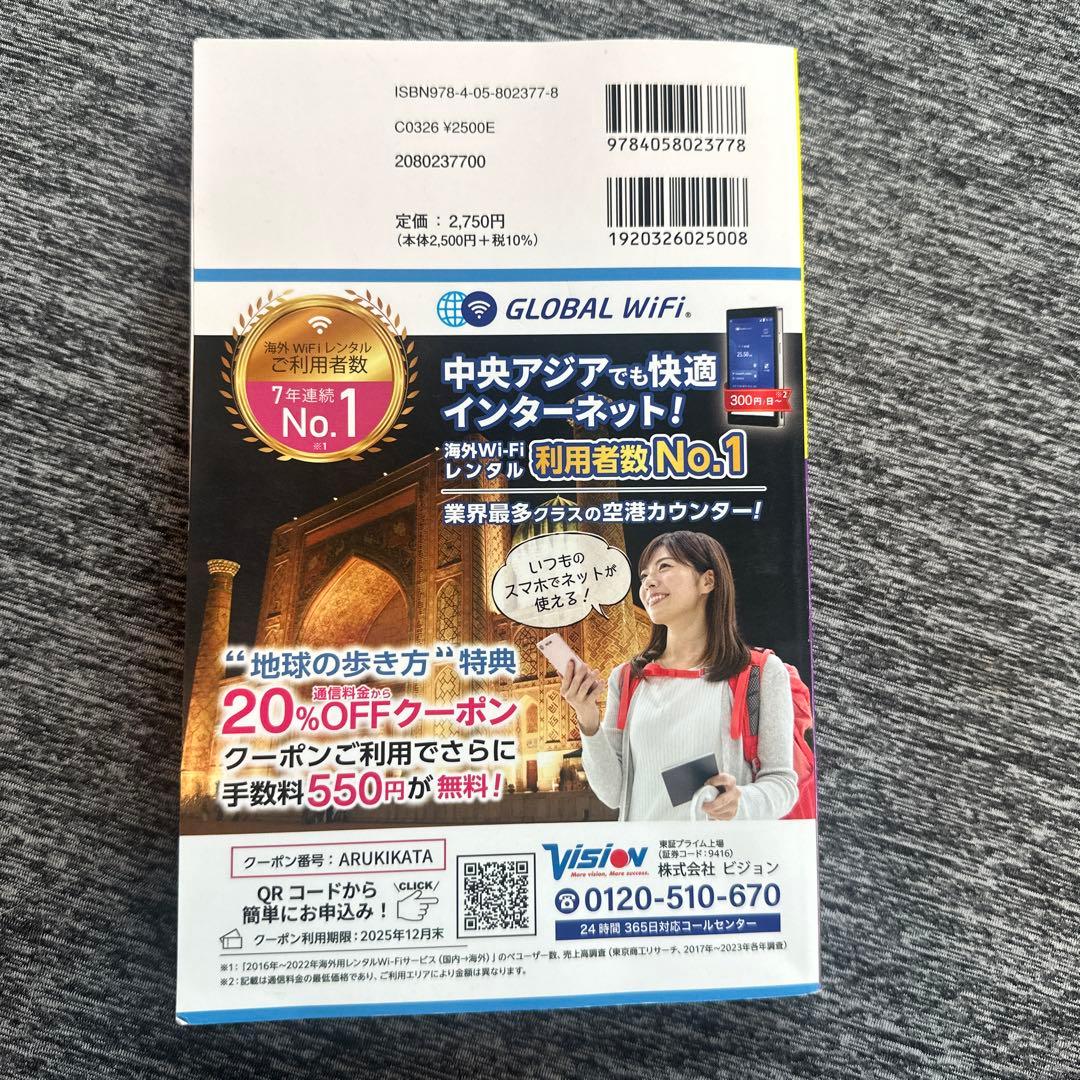 ISBN978-4-05-802377-8
C0326 ¥2500E
2080237700
定価：2,750円
（本体2,500円＋税10%）
9784058023778
1920326025008
海外 WiFi レンタル
ご利用者数
7年連続
No.1
※1
GLOBAL WiFi®
中央アジアでも快適
インターネット！
300円/日～
※2
海外Wi-Fi
レンタル
利用者数 No.1
業界最多クラスの空港カウンター！
いつもの
スマホでネットが
使える！
“地球の歩き方”特典
通信料金から
20%OFFクーポン
クーポンご利用でさらに
手数料550円が無料！
クーポン番号：ARUKIKATA
QRコードから
簡単にお申込み！
CLICK
クーポン利用期限：2025年12月末
VISION
More vision, More success.
東証プライム上場
（証券コード：9416）
株式会社 ビジョン
0120-510-670
24時間 365日対応コールセンター
※1：「2016年～2022年海外用レンタルWi-Fiサービス（国内→海外）」のべユーザー数、売上高調査（東京商工リサーチ、2017年～2023年各年調査）
※2：記載は通信料金の最低価格であり、ご利用エリアにより金額は異なります。